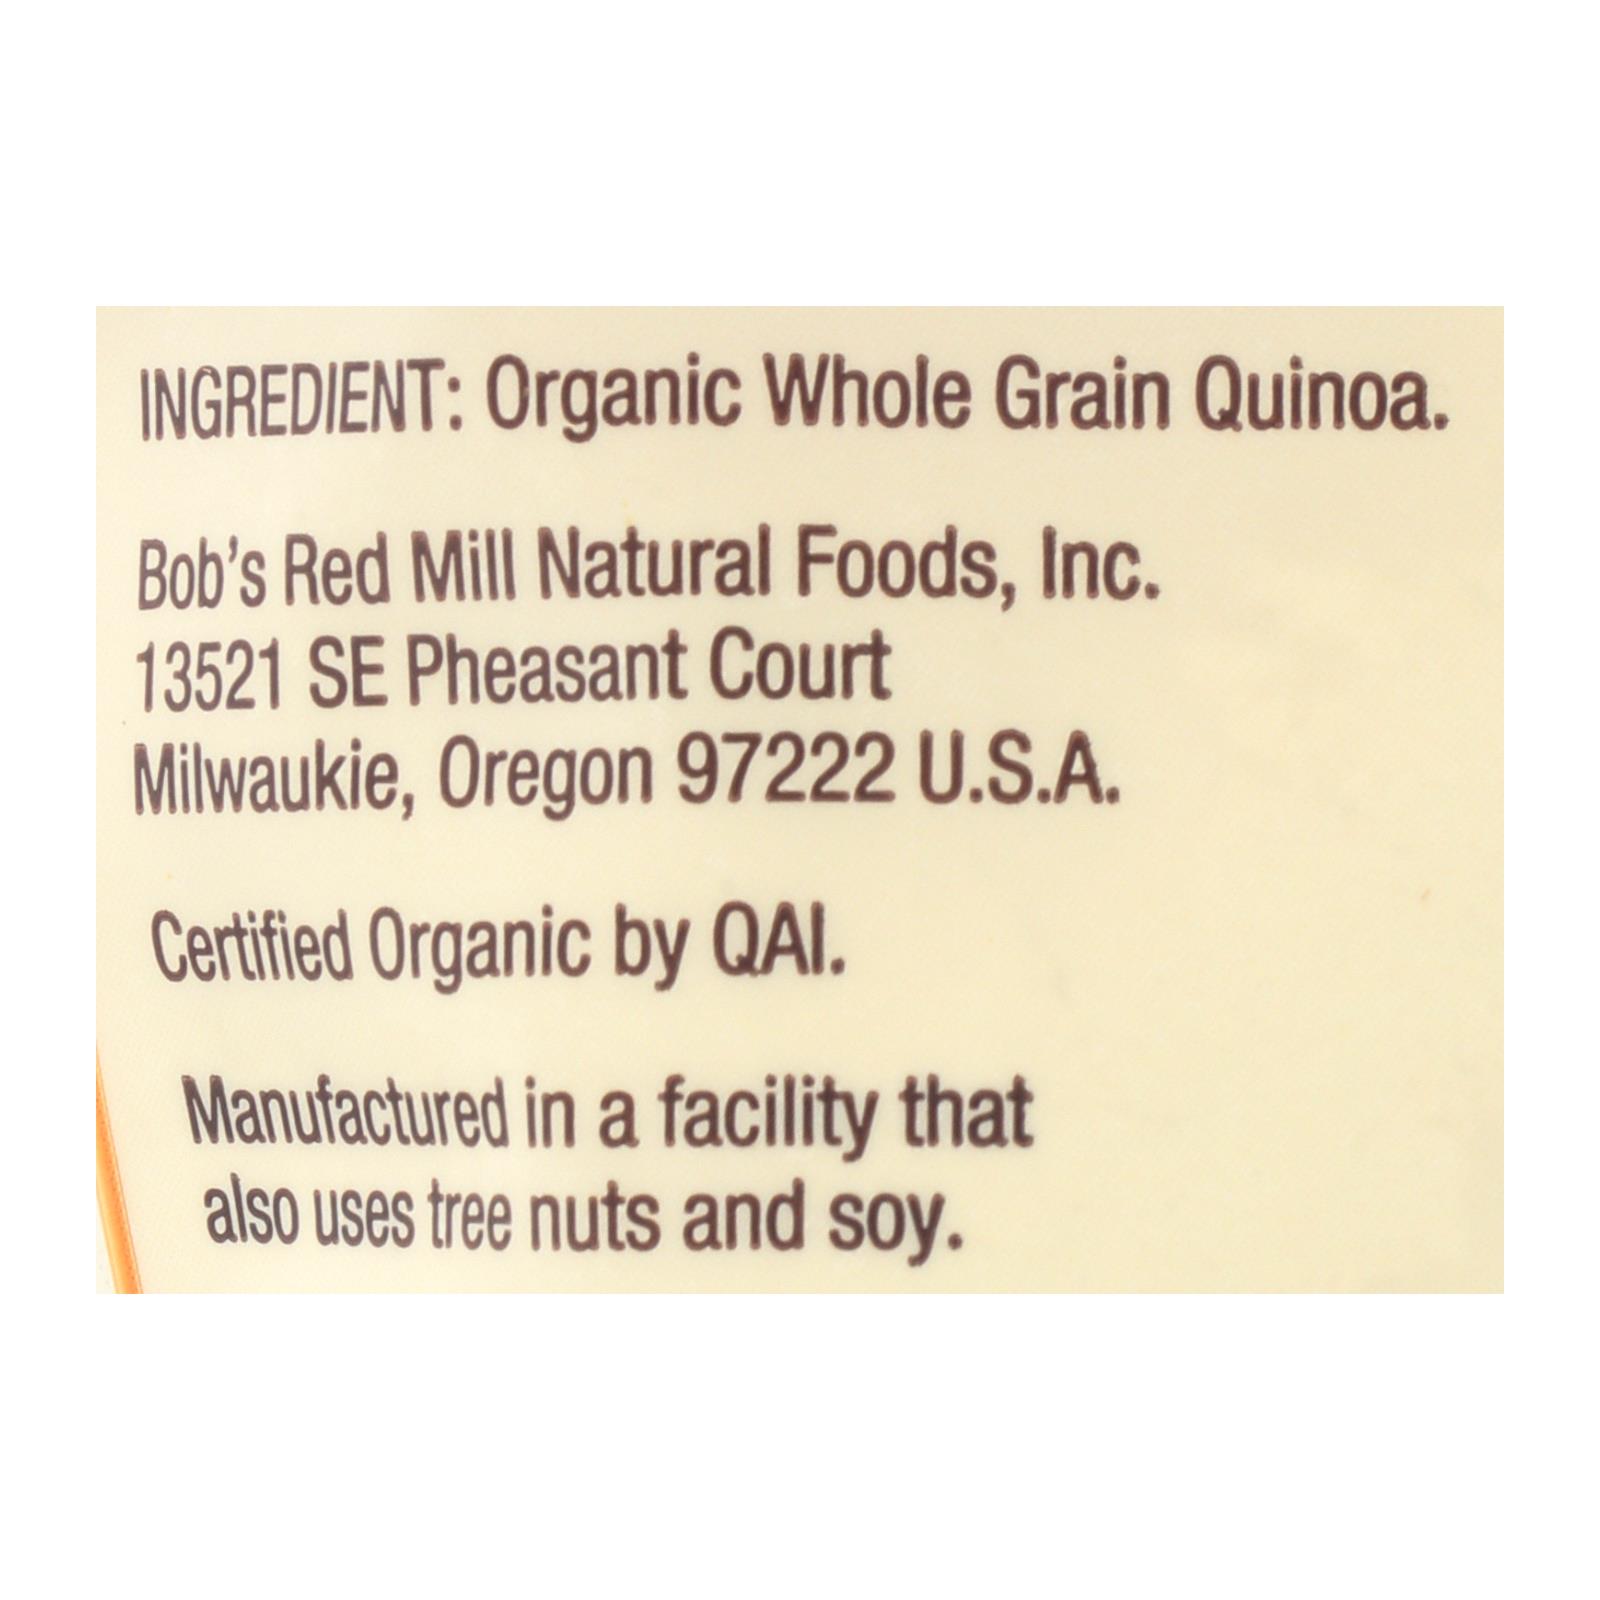 INGREDIENT: Organic Whole Grain Quinoa.
Bob's Red Mill Natural Foods, Inc.
13521 SE Pheasant Court
Milwaukie, Oregon 97222 U.S.A.
Certified Organic by QAI.
Manufactured in a facility that
also uses tree nuts and soy.